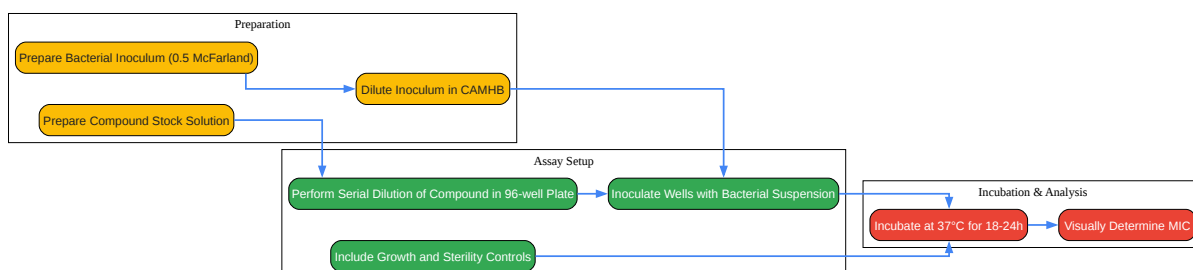 Preparation
Prepare Bacterial Inoculum (0.5 McFarland)
Dilute Inoculum in CAMHB
Prepare Compound Stock Solution
Assay Setup
Perform Serial Dilution of Compound in 96-well Plate
Inoculate Wells with Bacterial Suspension
Include Growth and Sterility Controls
Incubation & Analysis
Incubate at 37°C for 18-24h
Visually Determine MIC